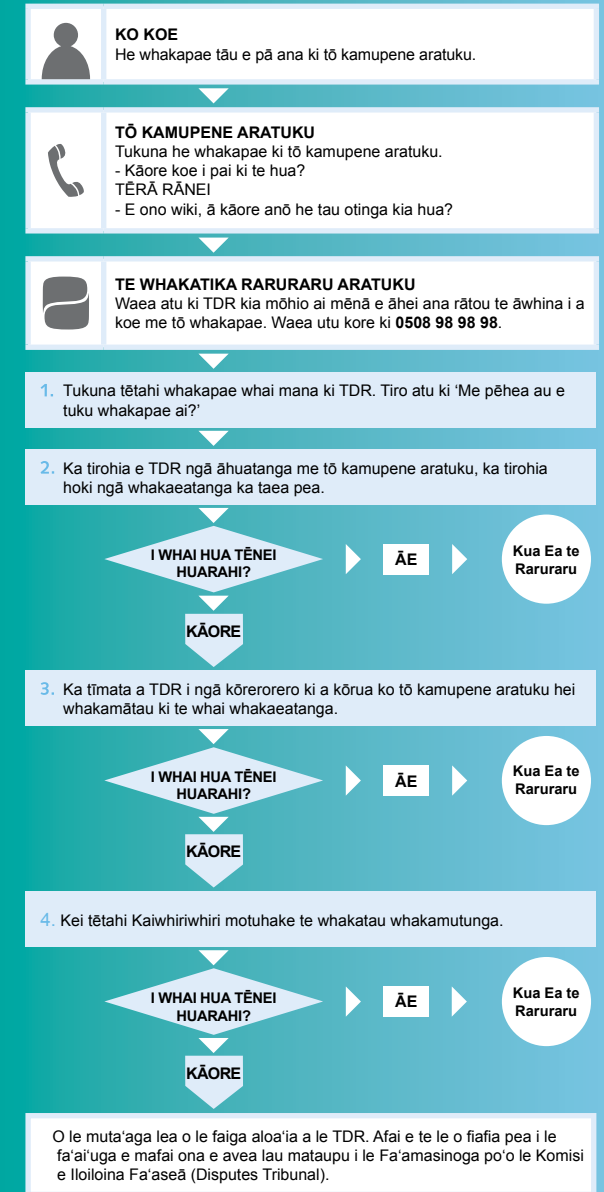 KO KOE
He whakapae tāu e pā ana ki tō kamupene aratuku.
TŌ KAMUPENE ARATUKU
Tukuna he whakapae ki tō kamupene aratuku.
- Kāore koe i pai ki te hua?
TĒRĀ RĀNEI
- E ono wiki, ā kāore anō he tau otinga kia hua?
TE WHAKATIKA RARURARU ARATUKU
Waea atu ki TDR kia mōhio ai mēnā e āhei ana rātou te āwhina i a
koe me tō whakapae. Waea utu kore ki 0508 98 98 98.
1. Tukuna tētahi whakapae whai mana ki TDR. Tiro atu ki ‘Me pēhea au e
tuku whakapae ai?’
2. Ka tirohia e TDR ngā āhuatanga me tō kamupene aratuku, ka tirohia
hoki ngā whakaeatanga ka taea pea.
I WHAI HUA TĒNEI
HUARAHI?
ĀE
Kua Ea te
Raruraru
KĀORE
3. Ka tīmata a TDR i ngā kōrerorero ki a kōrua ko tō kamupene aratuku hei
whakamātau ki te whai whakaeatanga.
I WHAI HUA TĒNEI
HUARAHI?
ĀE
Kua Ea te
Raruraru
KĀORE
4. Kei tētahi Kaiwhiriwhiri motuhake te whakatau whakamutunga.
I WHAI HUA TĒNEI
HUARAHI?
ĀE
Kua Ea te
Raruraru
KĀORE
O le muta‘aga lea o le faiga aloa‘ia a le TDR. Afai e te le o fiafia pea i le
fa‘ai‘uga e mafai ona e avea lau mataupu i le Fa‘amasinoga po‘o le Komisi
e Iloiloina Fa‘aseā (Disputes Tribunal).